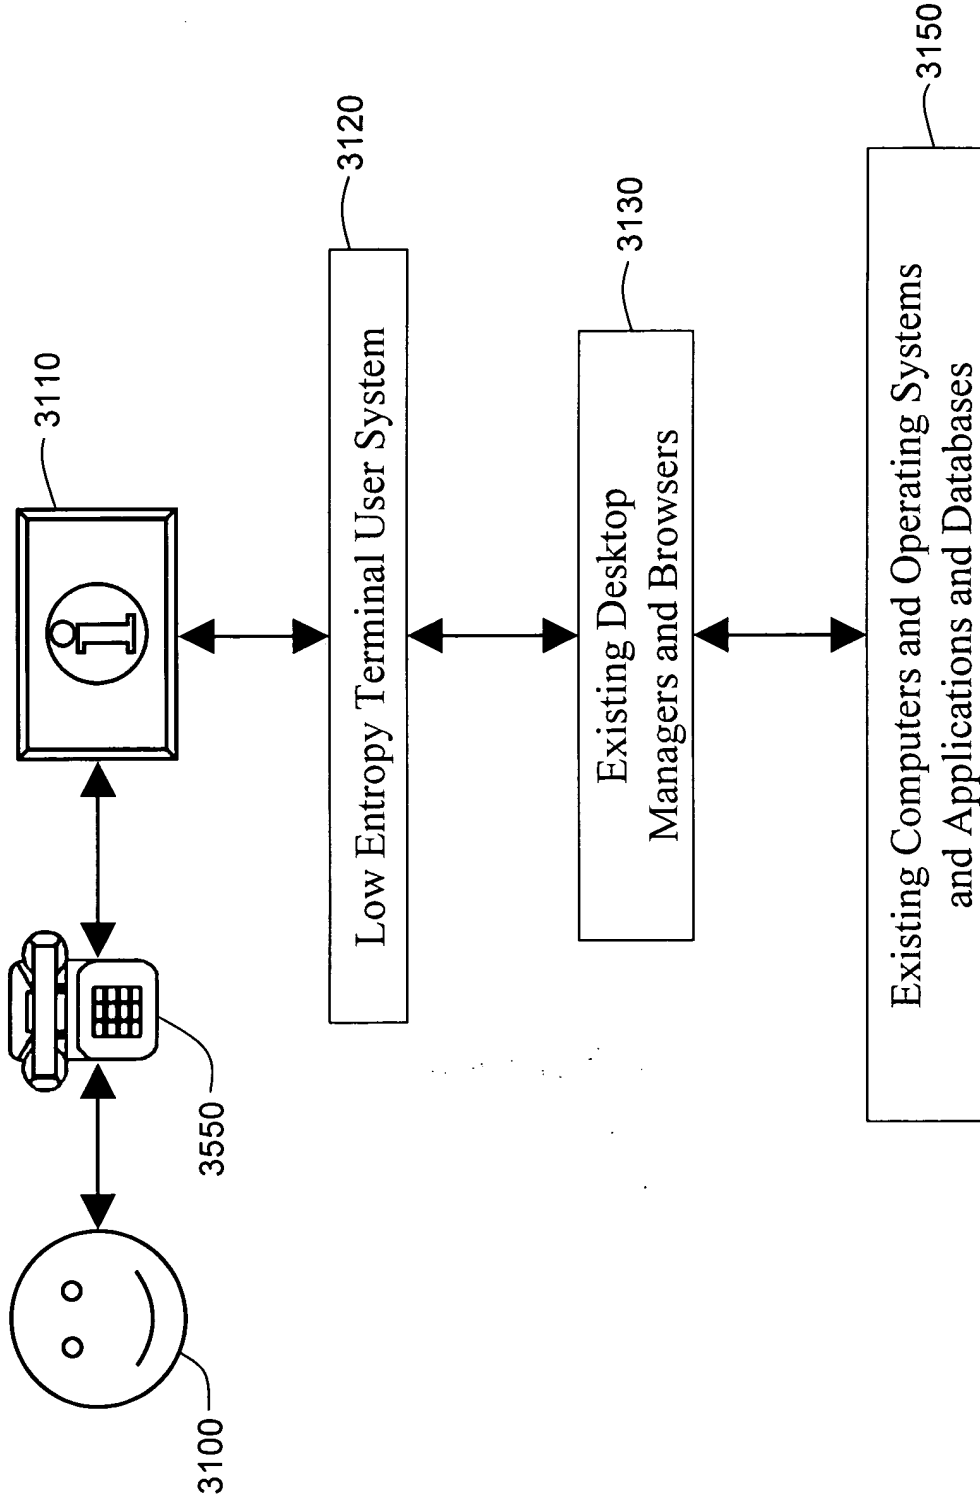 3100
3550
3110
i
Low Entropy Terminal User System
3120
Existing Desktop
Managers and Browsers
3130
Existing Computers and Operating Systems
and Applications and Databases
3150